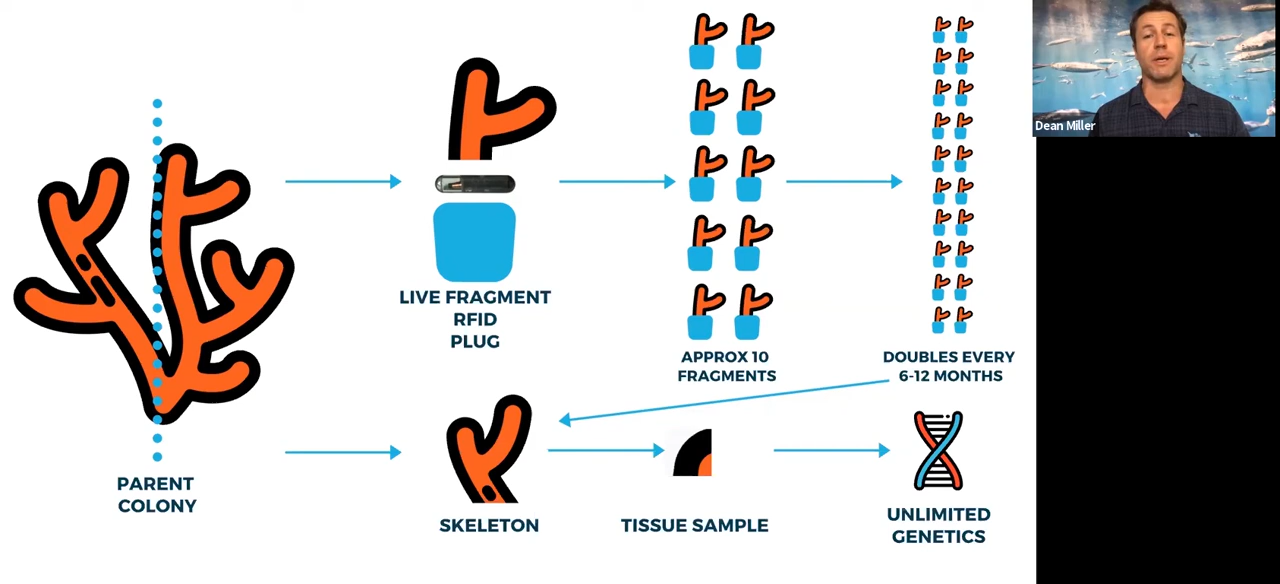 Dean Miller
LIVE FRAGMENT
RFID
PLUG
APPROX 10
FRAGMENTS
DOUBLES EVERY
6-12 MONTHS
PARENT
COLONY
SKELETON
TISSUE SAMPLE
UNLIMITED
GENETICS